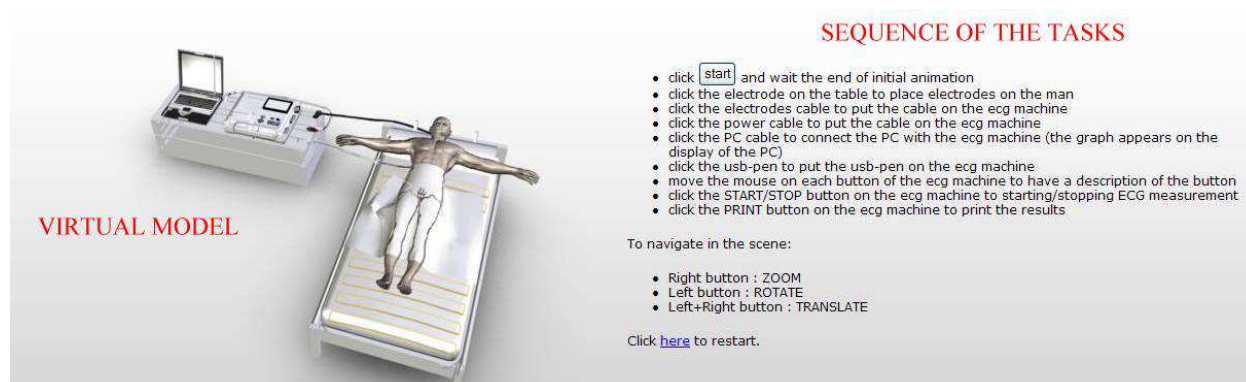 SEQUENCE OF THE TASKS
• click start and wait the end of initial animation
• click the electrode on the table to place electrodes on the man
• click the electrodes cable to put the cable on the ecg machine
• click the power cable to put the cable on the ecg machine
• click the PC cable to connect the PC with the ecg machine (the graph appears on the
display of the PC)
• click the usb-pen to put the usb-pen on the ecg machine
• move the mouse on each button of the ecg machine to have a description of the button
• click the START/STOP button on the ecg machine to starting/stopping ECG measurement
• click the PRINT button on the ecg machine to print the results
To navigate in the scene:
• Right button : ZOOM
• Left button : ROTATE
• Left+Right button : TRANSLATE
Click here to restart.
VIRTUAL MODEL